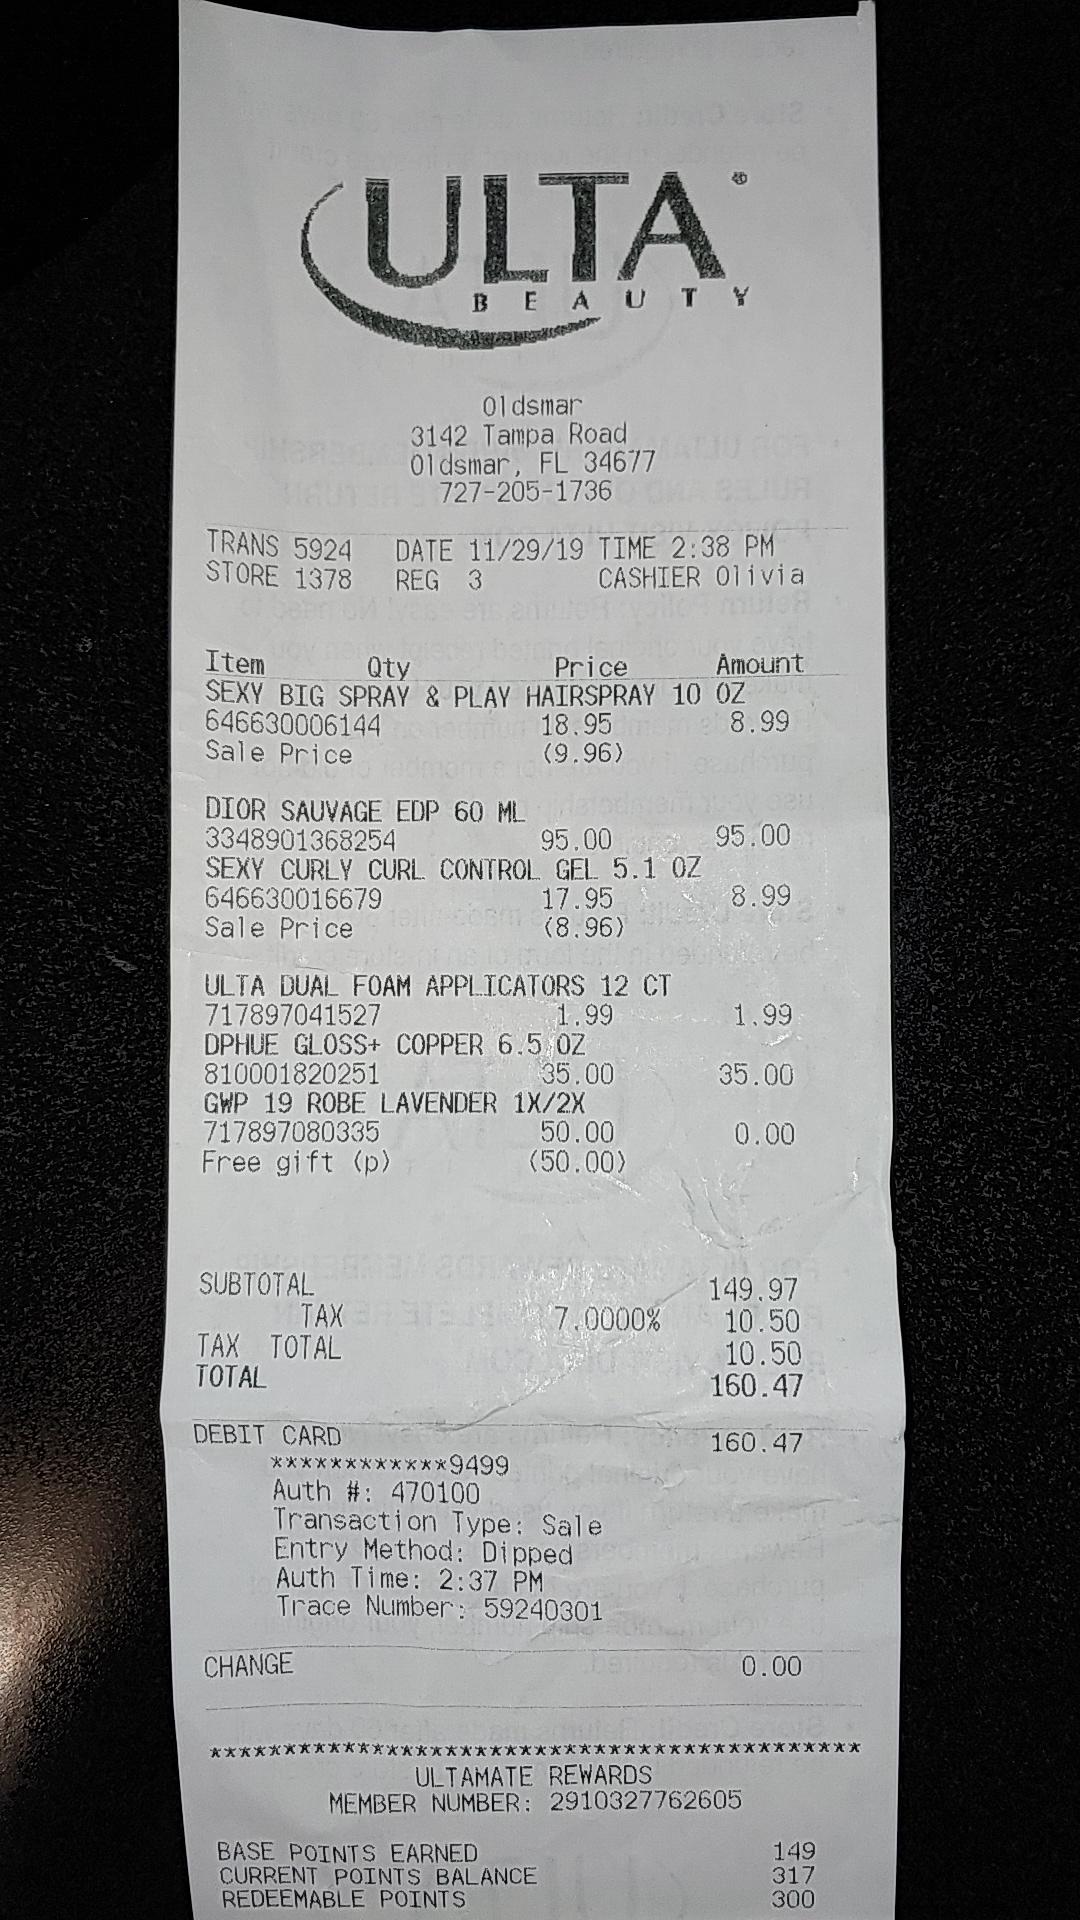 ULTA®
BEAUTY
Oldsmar
3142 Tampa Road
Oldsmar, FL 34677
727-205-1736
TRANS 5924 DATE 11/29/19 TIME 2:38 PM
STORE 1378 REG 3 CASHIER Olivia
Item Qty Price Amount
SEXY BIG SPRAY & PLAY HAIRSPRAY 10 OZ
646630006144 18.95 8.99
Sale Price (9.96)
DIOR SAUVAGE EDP 60 ML
3348901368254 95.00 95.00
SEXY CURLY CURL CONTROL GEL 5.1 OZ
646630016679 17.95 8.99
Sale Price (8.96)
ULTA DUAL FOAM APPLICATORS 12 CT
717897041527 1.99 1.99
DPHUE GLOSS+ COPPER 6.5 OZ
810001820251 35.00 35.00
GWP 19 ROBE LAVENDER 1X/2X
717897080335 50.00 0.00
Free gift (p) (50.00)
SUBTOTAL 149.97
TAX 7.0000% 10.50
TAX TOTAL 10.50
TOTAL 160.47
DEBIT CARD 160.47
************9499
Auth #: 470100
Transaction Type: Sale
Entry Method: Dipped
Auth Time: 2:37 PM
Trace Number: 59240301
CHANGE 0.00
********************************************
ULTAMATE REWARDS
MEMBER NUMBER: 2910327762605
BASE POINTS EARNED 149
CURRENT POINTS BALANCE 317
REDEEMABLE POINTS 300